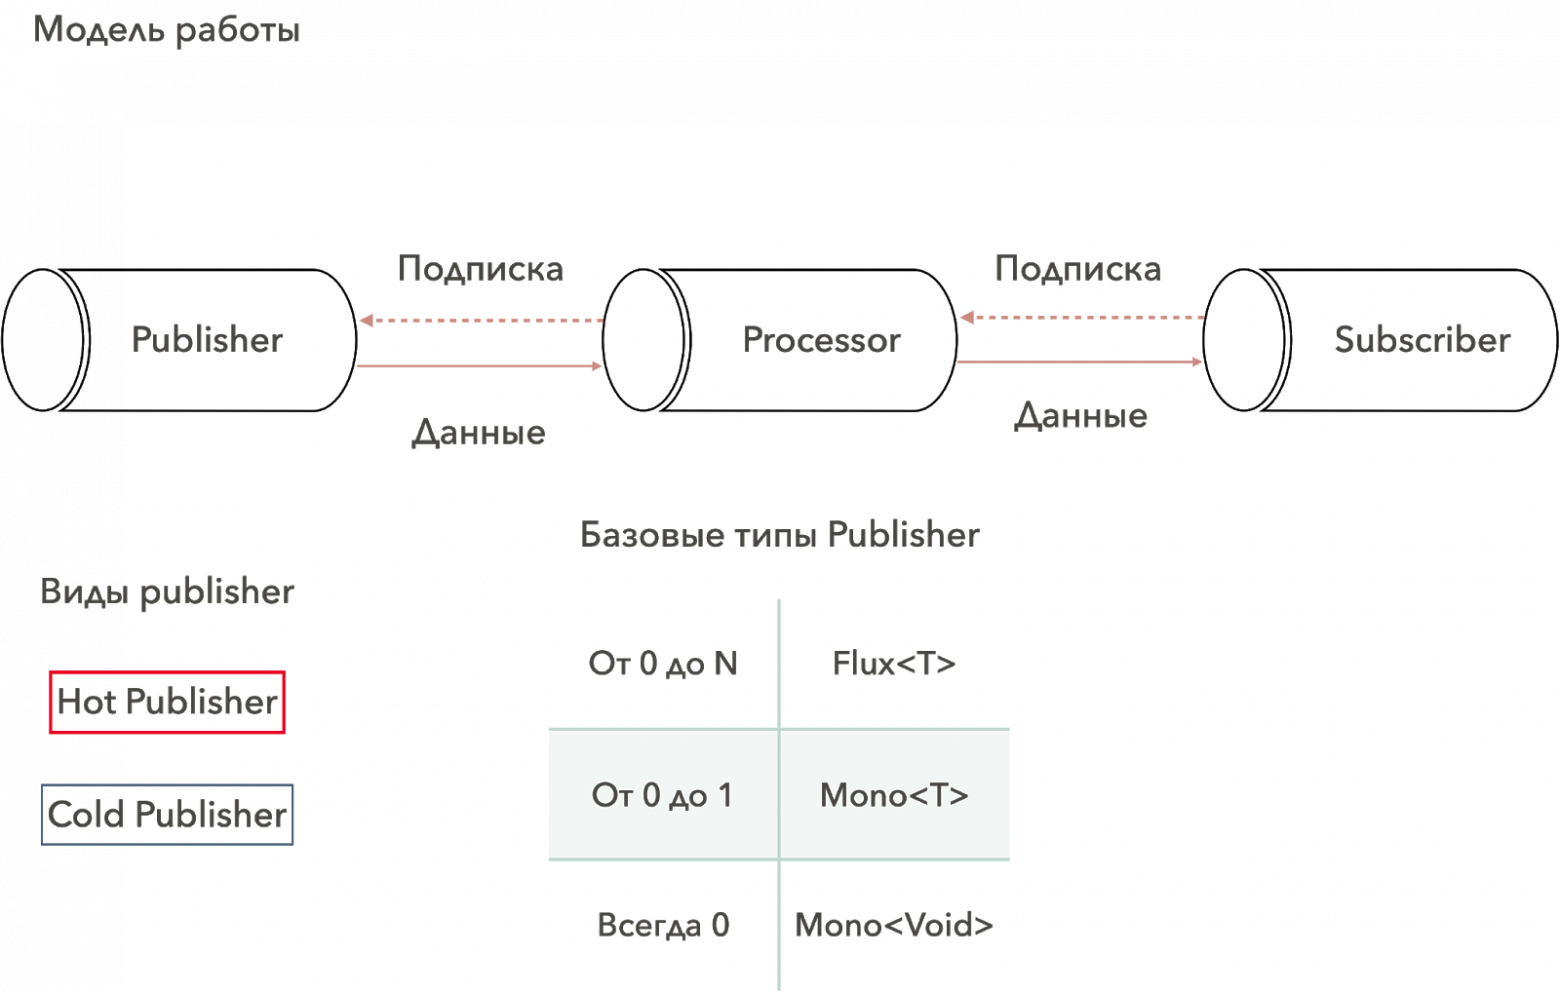 Модель работы
Подписка
Подписка
Publisher
Processor
Subscriber
Данные
Данные
Базовые типы Publisher
Виды publisher
От 0 до N
Flux<T>
Hot Publisher
От 0 до 1
Mono<T>
Cold Publisher
Всегда 0
Mono<Void>